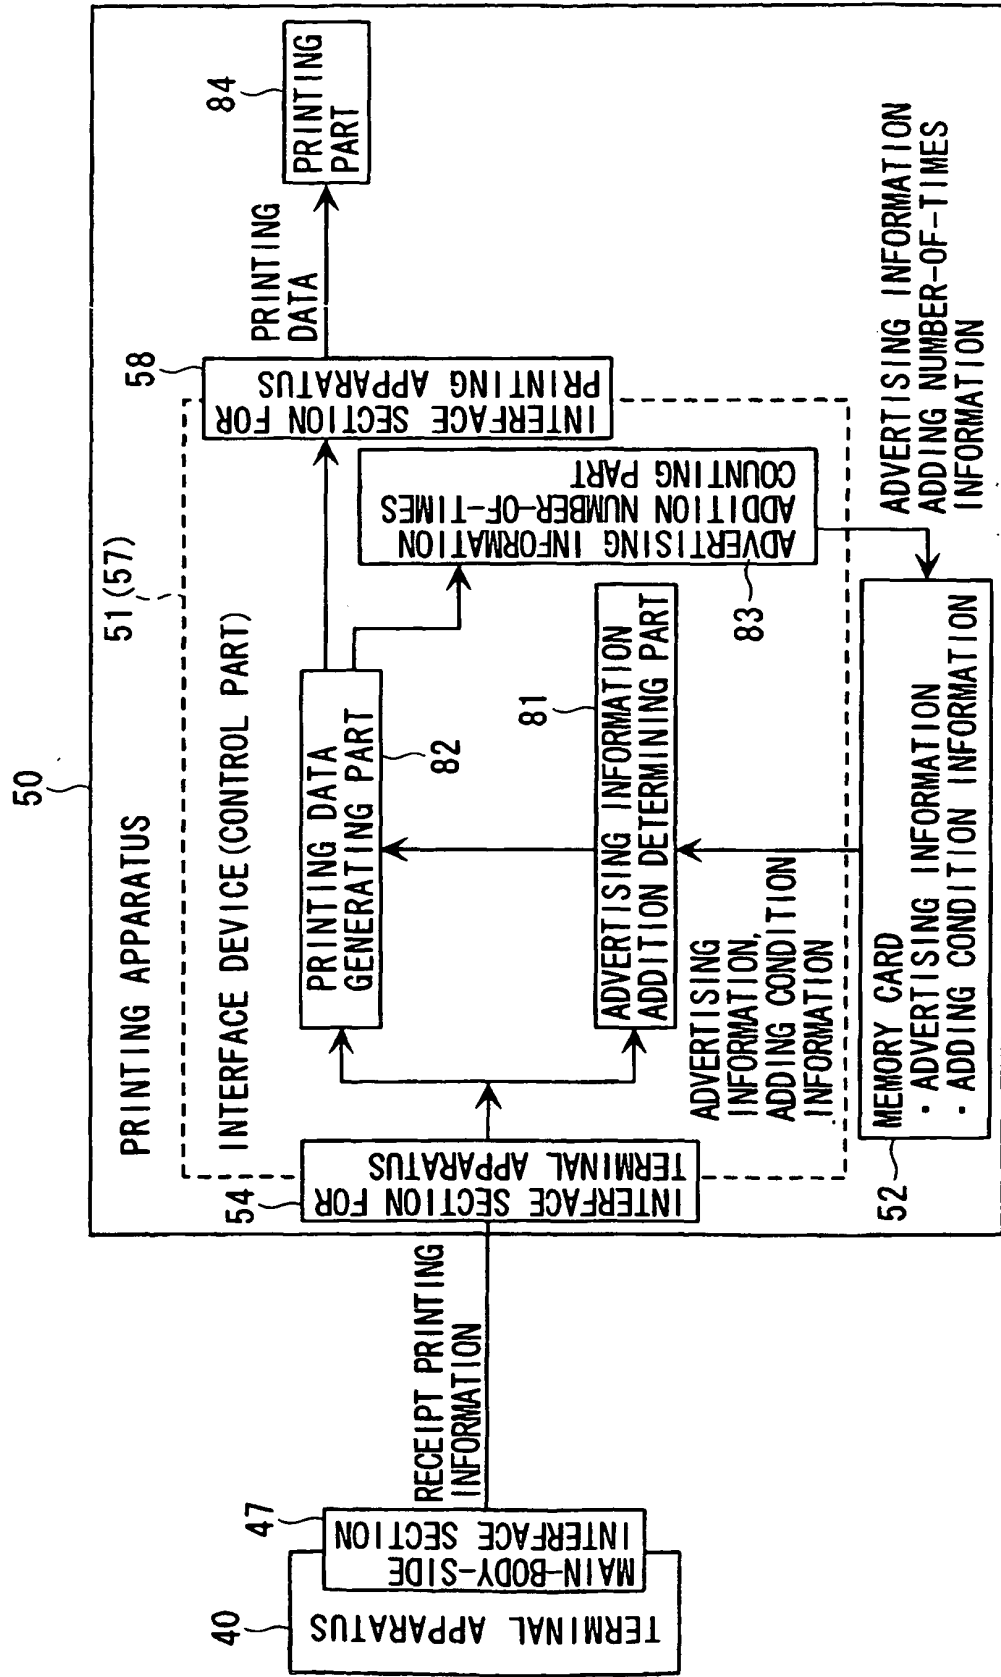 50
PRINTING APPARATUS
51(57)
INTERFACE DEVICE(CONTROL PART)
40
TERMINAL APPARATUS
47
MAIN-BODY-SIDE
INTERFACE SECTION
RECEIPT PRINTING
INFORMATION
54
INTERFACE SECTION FOR
TERMINAL APPARATUS
PRINTING DATA
GENERATING PART
82
ADVERTISING INFORMATION
ADDITION DETERMINING PART
81
ADVERTISING INFORMATION
ADDITION NUMBER-OF-TIMES
COUNTING PART
83
58
INTERFACE SECTION FOR
PRINTING APPARATUS
PRINTING
DATA
84
PRINTING
PART
ADVERTISING
INFORMATION,
ADDING CONDITION
INFORMATION
52
MEMORY CARD
・ADVERTISING INFORMATION
・ADDING CONDITION INFORMATION
ADVERTISING INFORMATION
ADDING NUMBER-OF-TIMES
INFORMATION